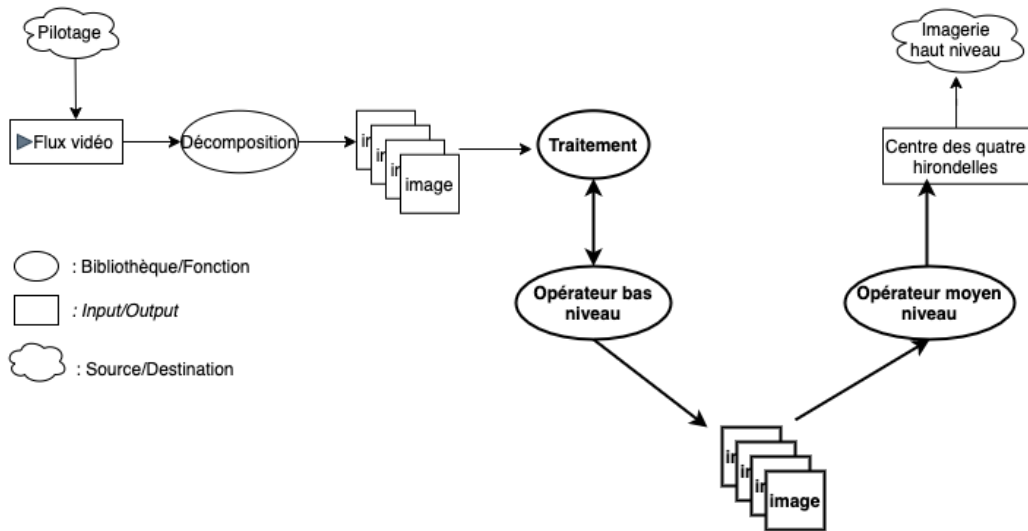 Pilotage
Imagerie
haut niveau
Flux vidéo
Décomposition
image
Traitement
Centre des quatre
hirondelles
: Bibliothèque/Fonction
: Input/Output
: Source/Destination
Opérateur bas
niveau
Opérateur moyen
niveau
image